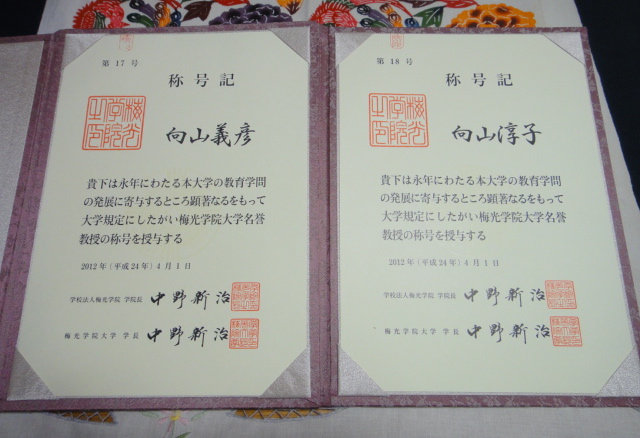 第17号
称号記
向山義彦
貴下は永年にわたる本大学の教育学問
の発展に寄与するところ顕著なるをもって
大学規定にしたがい梅光学院大学名誉
教授の称号を授与する
2012年(平成24年)4月1日
学校法人梅光学院 学院長 中野新治
梅光学院大学 学長 中野新治
第18号
称号記
向山淳子
貴下は永年にわたる本大学の教育学問
の発展に寄与するところ顕著なるをもって
大学規定にしたがい梅光学院大学名誉
教授の称号を授与する
2012年(平成24年)4月1日
学校法人梅光学院 学院長 中野新治
梅光学院大学 学長 中野新治